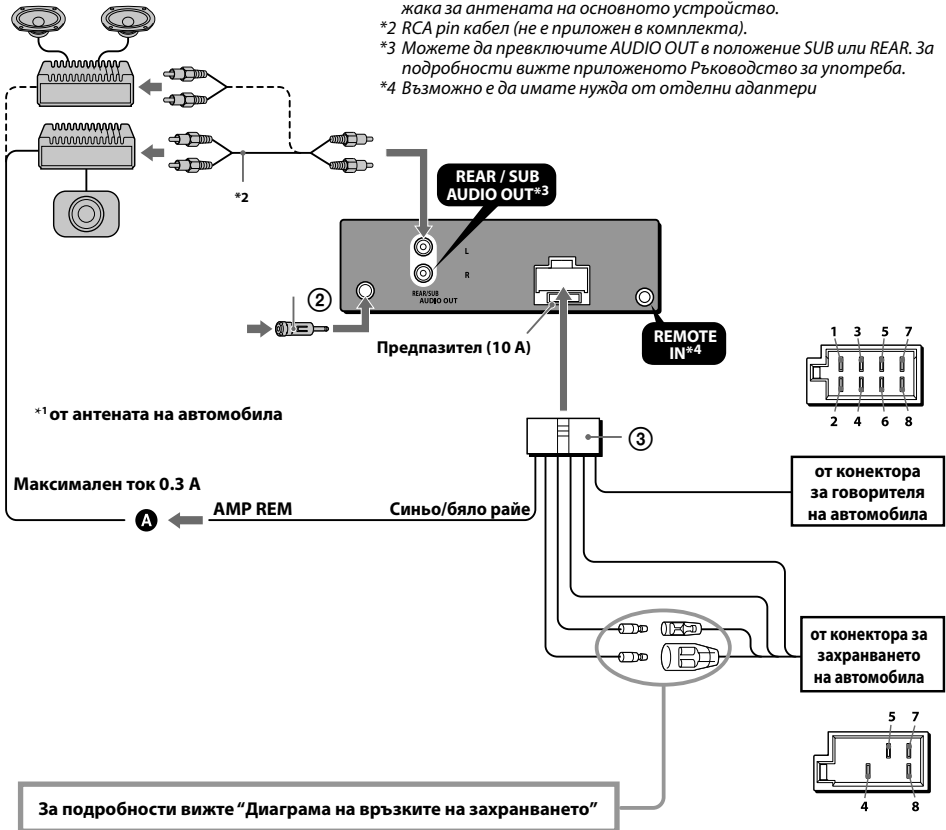 жака за антената на основното устройство.
*2 RCA pin кабел (не е приложен в комплекта).
*3 Можете да превключите AUDIO OUT в положение SUB или REAR. За
подробности вижте приложеното Ръководство за употреба.
*4 Възможно е да имате нужда от отделни адаптери
*2
REAR / SUB
AUDIO OUT*3
L
R
REAR/SUB
AUDIO OUT
②
Предпазител (10 A)
REMOTE
IN*4
1 3 5 7
2 4 6 8
*1 от антената на автомобила
③
Максимален ток 0.3 A
A
AMP REM
Синьо/бяло райе
от конектора
за говорителя
на автомобила
от конектора за
захранването
на автомобила
5 7
4 8
За подробности вижте “Диаграма на връзките на захранването”